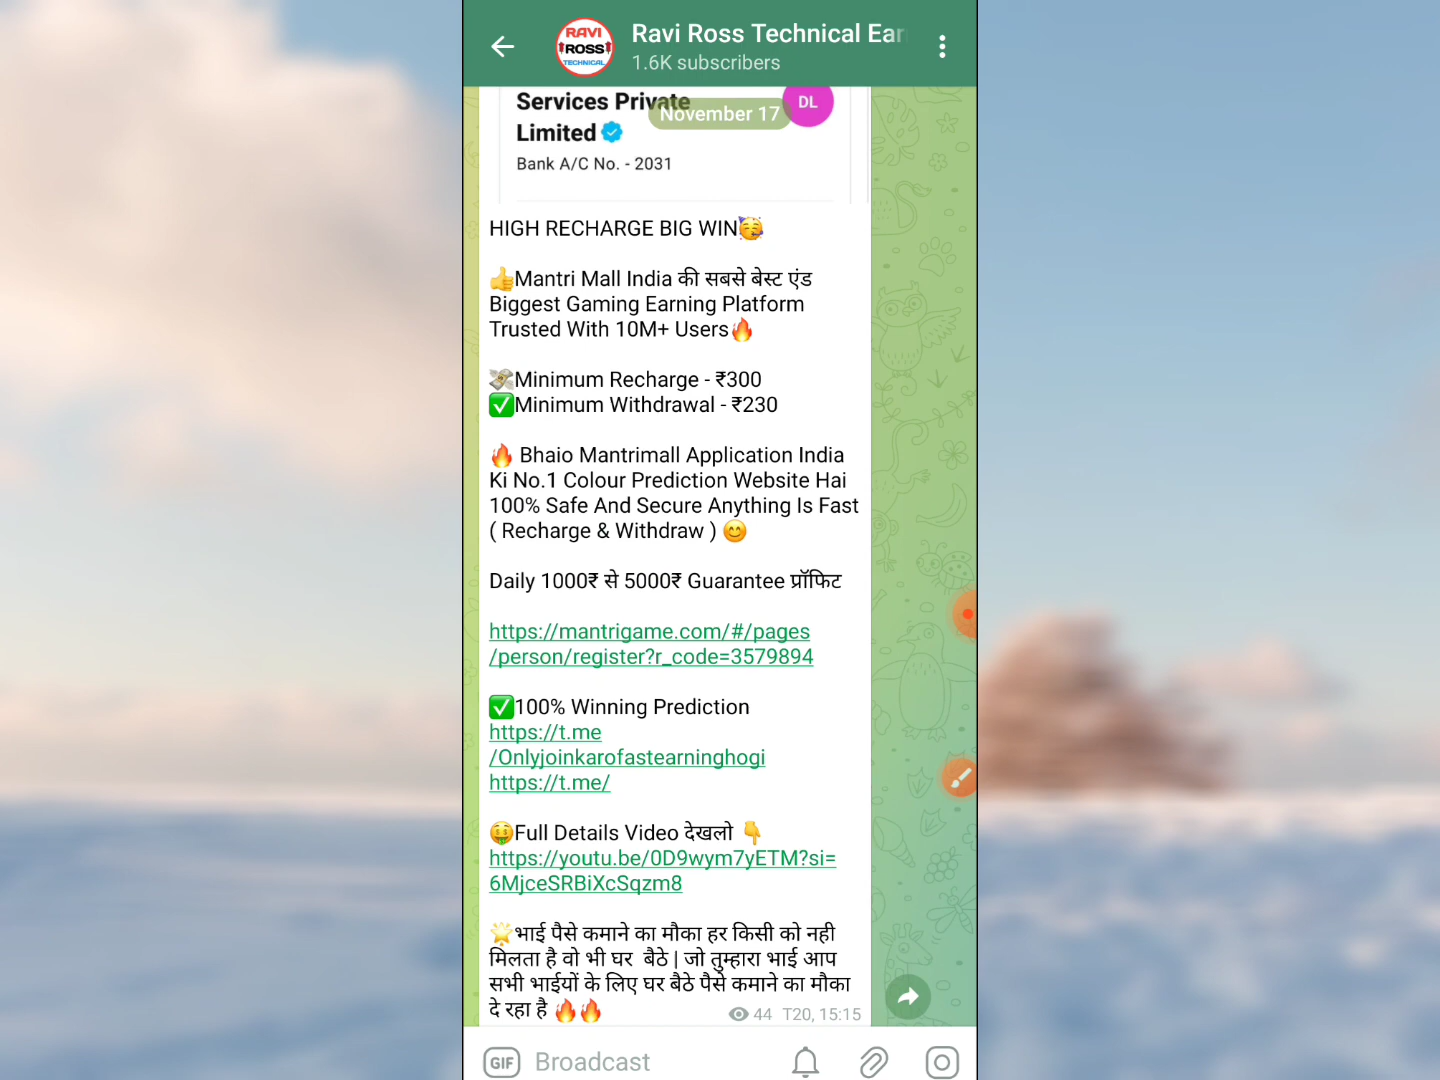 RAVI
ROSS
TECHNICAL
Ravi Ross Technical Ear
1.6K subscribers
Services Private
Limited
DL
November 17
Bank A/C No. - 2031
HIGH RECHARGE BIG WIN🥳
👍Mantri Mall India की सबसे बेस्ट एंड
Biggest Gaming Earning Platform
Trusted With 10M+ Users🔥
💸Minimum Recharge - ₹300
✅Minimum Withdrawal - ₹230
🔥 Bhaio Mantrimall Application India
Ki No.1 Colour Prediction Website Hai
100% Safe And Secure Anything Is Fast
( Recharge & Withdraw ) 😊
Daily 1000₹ से 5000₹ Guarantee प्रॉफिट
https://mantrigame.com/#/pages
/person/register?r_code=3579894
✅100% Winning Prediction
https://t.me
/Onlyjoinkarofastearninghogi
https://t.me/
🤑Full Details Video देखलो 👇
https://youtu.be/0D9wym7yETM?si=
6MjceSRBiXcSqzm8
🌟भाई पैसे कमाने का मौका हर किसी को नही
मिलता है वो भी घर बैठे | जो तुम्हारा भाई आप
सभी भाईयों के लिए घर बैठे पैसे कमाने का मौका
दे रहा है 🔥🔥
44 T20, 15:15
GIF Broadcast